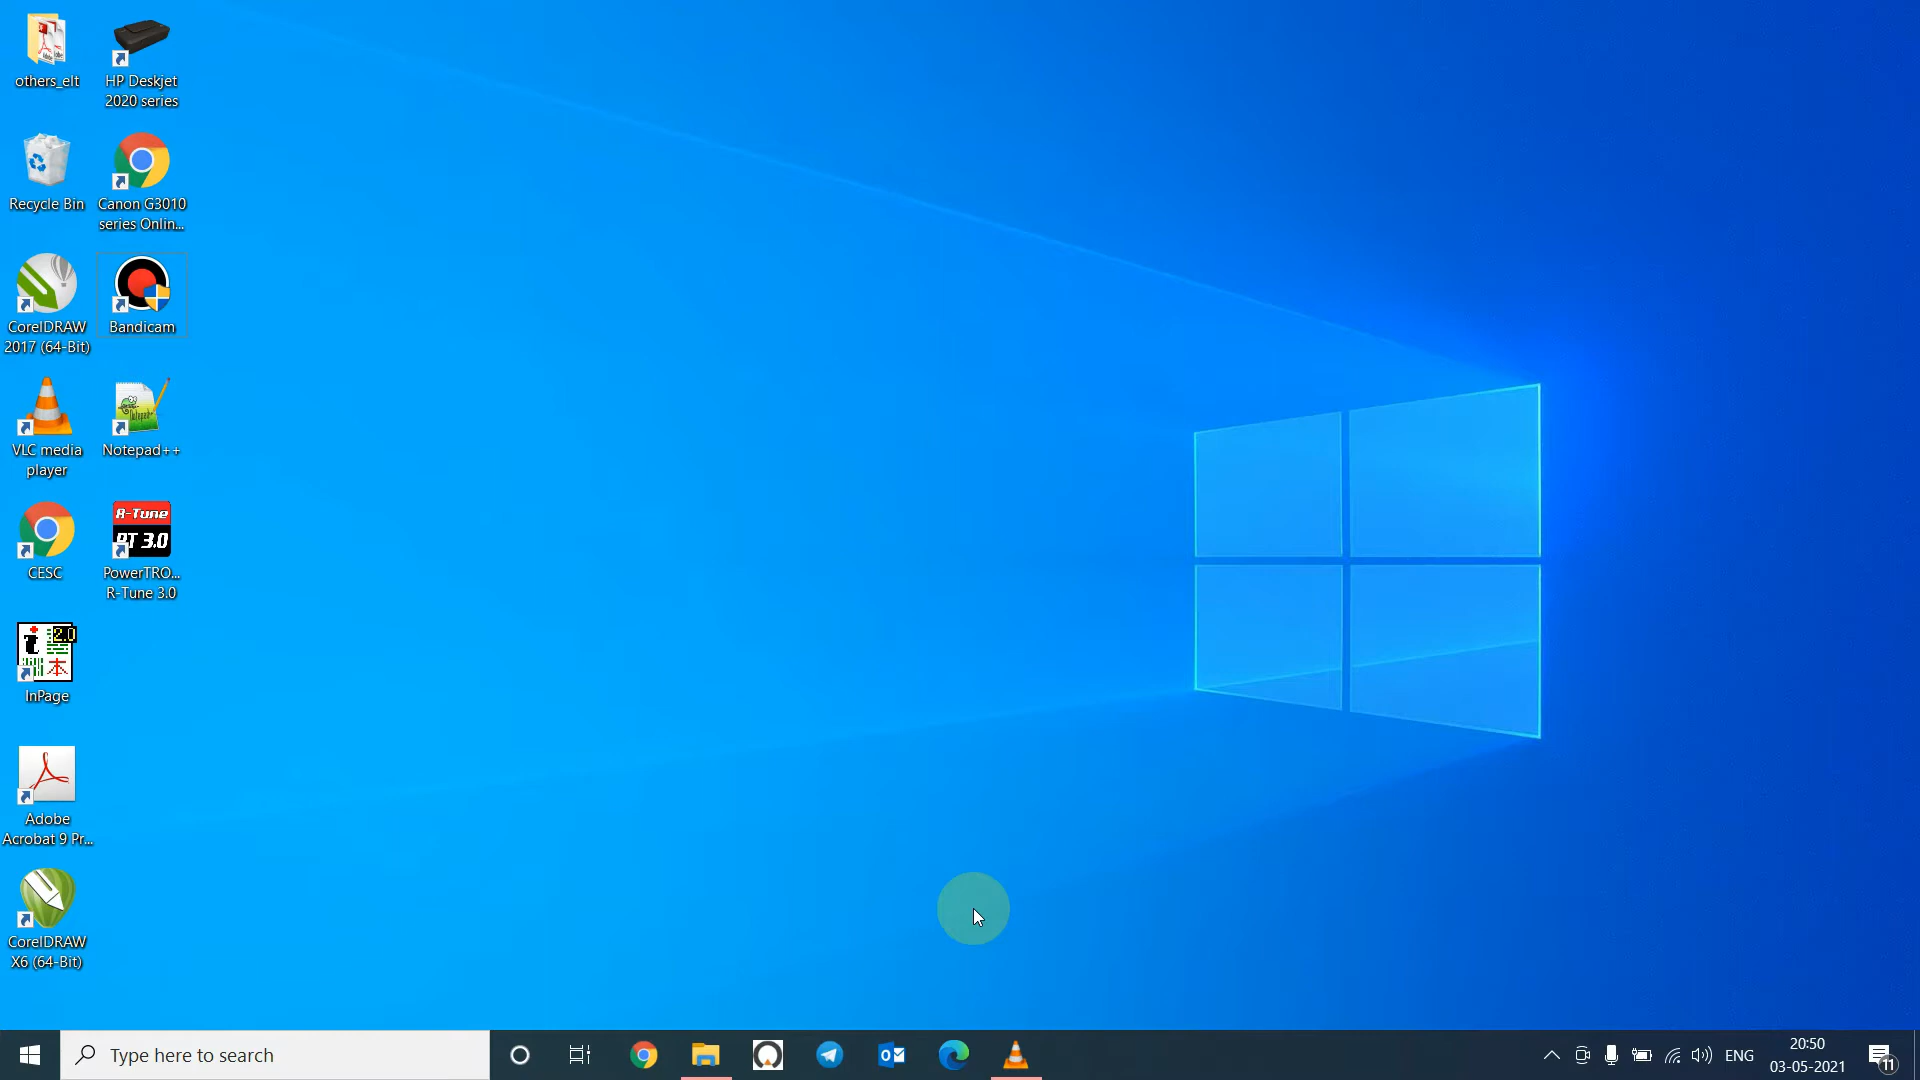 others_elt
HP Deskjet
2020 series
Recycle Bin
Canon G3010
series Onlin...
CorelDRAW
2017 (64-Bit)
Bandicam
VLC media
player
Notepad++
CESC
R-Tune
RT 3.0
PowerTRO...
R-Tune 3.0
2.0
InPage
Adobe
Acrobat 9 Pr...
CorelDRAW
X6 (64-Bit)
Type here to search
ENG
20:50
03-05-2021
11